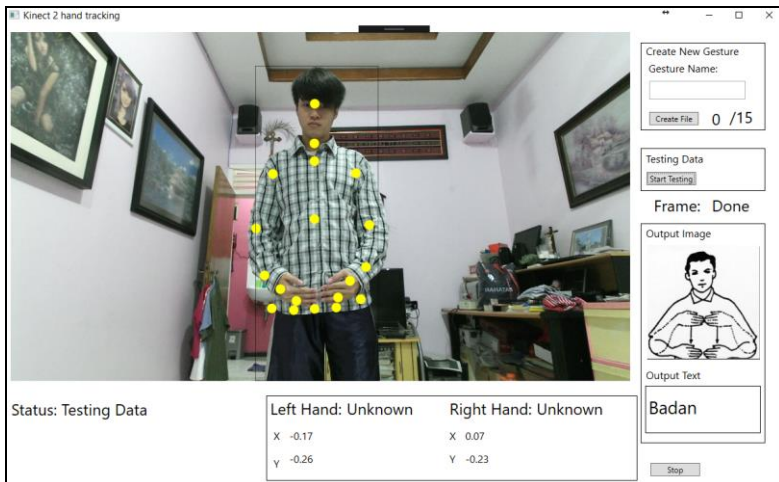 Kinect 2 hand tracking
Create New Gesture
Gesture Name:
Create File 0 /15
Testing Data
Start Testing
Frame: Done
Output Image
Output Text
Badan
Status: Testing Data
Left Hand: Unknown Right Hand: Unknown
X -0.17 X 0.07
Y -0.26 Y -0.23
Stop